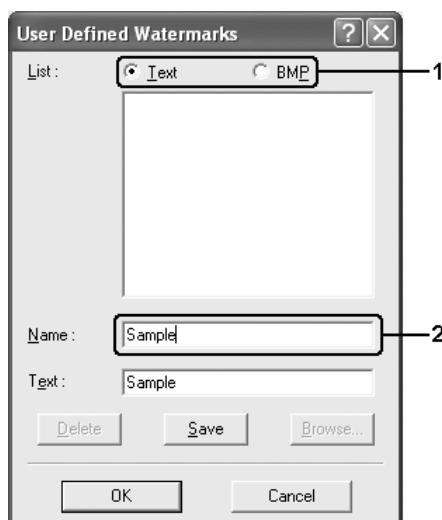 User Defined Watermarks
List : Text BMP 1
Name : Sample 2
Text : Sample
Delete Save Browse...
OK Cancel